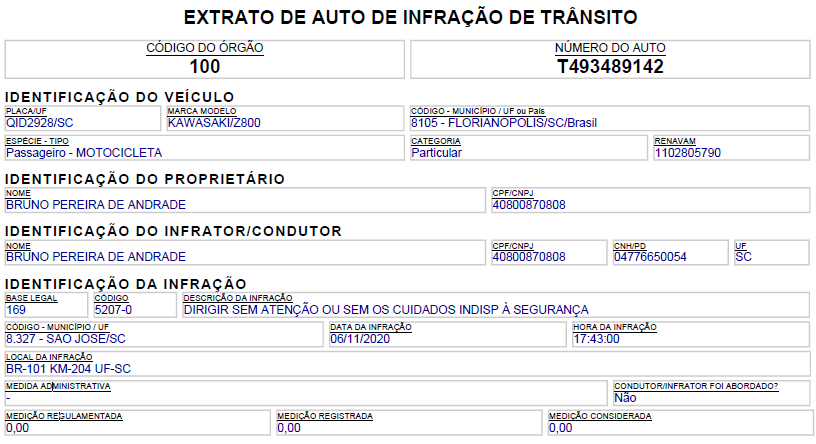 EXTRATO DE AUTO DE INFRAÇÃO DE TRÂNSITO
CÓDIGO DO ÓRGÃO NÚMERO DO AUTO
100 T493489142
IDENTIFICAÇÃO DO VEÍCULO
PLACA/UF MARCA MODELO CÓDIGO - MUNICÍPIO / UF ou País
QID2928/SC KAWASAKI/Z800 8105 - FLORIANOPOLIS/SC/Brasil
ESPÉCIE - TIPO CATEGORIA RENAVAM
Passageiro - MOTOCICLETA Particular 1102805790
IDENTIFICAÇÃO DO PROPRIETÁRIO
NOME CPF/CNPJ
BRUNO PEREIRA DE ANDRADE 40800870808
IDENTIFICAÇÃO DO INFRATOR/CONDUTOR
NOME CPF/CNPJ CNH/PD UF
BRUNO PEREIRA DE ANDRADE 40800870808 04776650054 SC
IDENTIFICAÇÃO DA INFRAÇÃO
BASE LEGAL CÓDIGO DESCRIÇÃO DA INFRAÇÃO
169 5207-0 DIRIGIR SEM ATENÇÃO OU SEM OS CUIDADOS INDISP À SEGURANÇA
CÓDIGO - MUNICÍPIO / UF DATA DA INFRAÇÃO HORA DA INFRAÇÃO
8.327 - SAO JOSE/SC 06/11/2020 17:43:00
LOCAL DA INFRAÇÃO
BR-101 KM-204 UF-SC
MEDIDA ADMINISTRATIVA CONDUTOR/INFRATOR FOI ABORDADO?
- Não
MEDIÇÃO REGULAMENTADA MEDIÇÃO REGISTRADA MEDIÇÃO CONSIDERADA
0,00 0,00 0,00